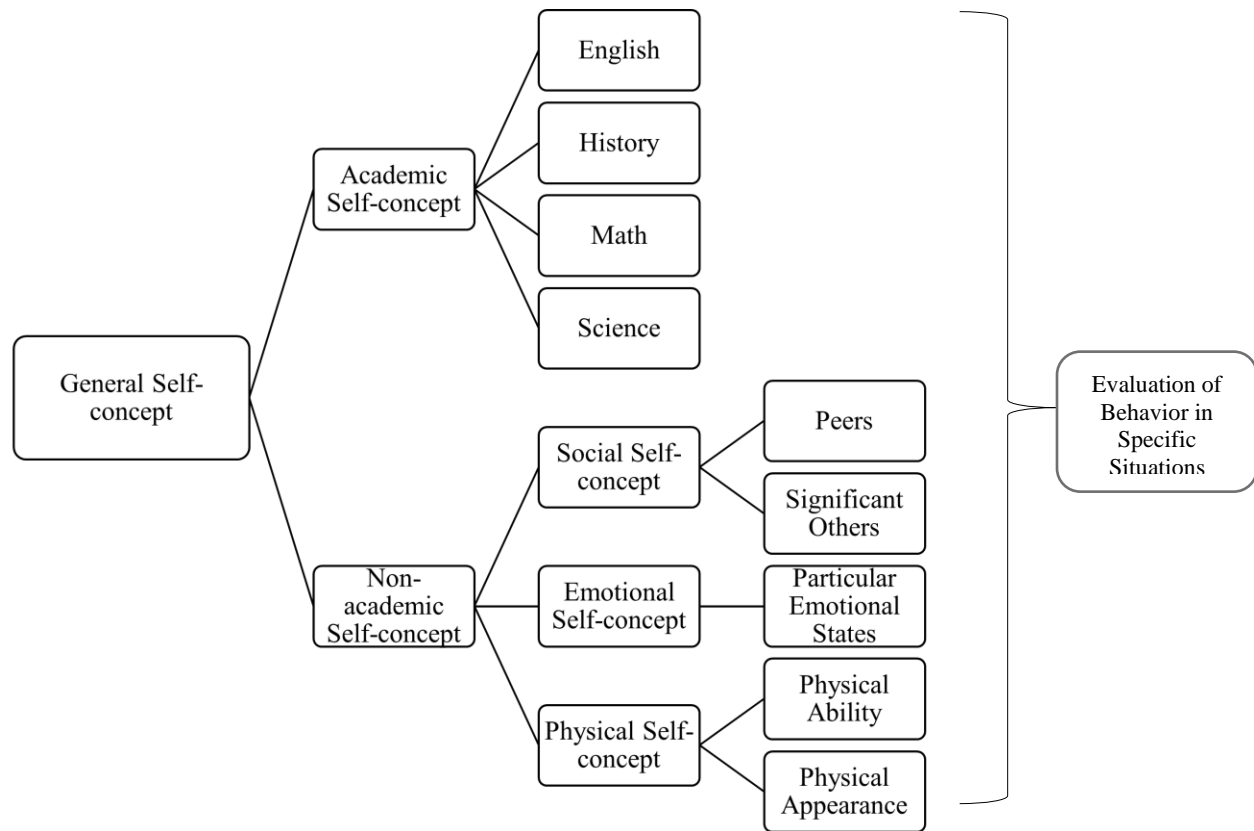 English
History
Academic
Self-concept
Math
Science
General Self-
concept
Evaluation of
Behavior in
Specific
Situations
Peers
Social Self-
concept
Significant
Others
Non-
academic
Self-concept
Emotional
Self-concept
Particular
Emotional
States
Physical
Ability
Physical Self-
concept
Physical
Appearance